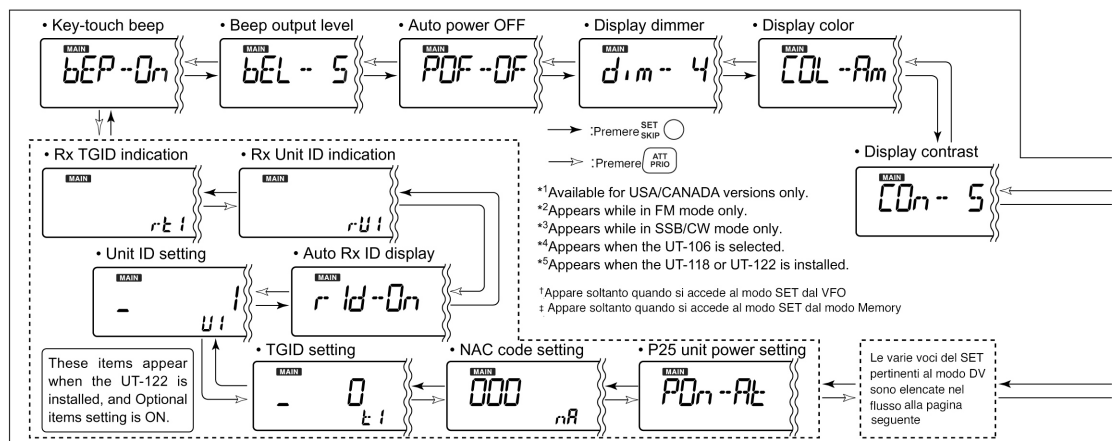 • Key-touch beep
MAIN
bEP-On
• Beep output level
MAIN
bEL - 5
• Auto power OFF
MAIN
POF-OF
• Display dimmer
MAIN
dim- 4
• Display color
MAIN
COL-Am
:Premere SET SKIP
:Premere ATT PRIO
• Display contrast
MAIN
COn- 5
• Rx TGID indication
MAIN
rt1
• Rx Unit ID indication
MAIN
rU1
*1Available for USA/CANADA versions only.
*2Appears while in FM mode only.
*3Appears while in SSB/CW mode only.
*4Appears when the UT-106 is selected.
*5Appears when the UT-118 or UT-122 is installed.
†Appare soltanto quando si accede al modo SET dal VFO
‡ Appare soltanto quando si accede al modo SET dal modo Memory
• Unit ID setting
MAIN
_ 1
U1
• Auto Rx ID display
MAIN
r Id-On
These items appear
when the UT-122 is
installed, and Optional
items setting is ON.
• TGID setting
MAIN
_ 0
t1
• NAC code setting
MAIN
000
nA
• P25 unit power setting
MAIN
POn-At
Le varie voci del SET
pertinenti al modo DV
sono elencate nel
flusso alla pagina
seguente